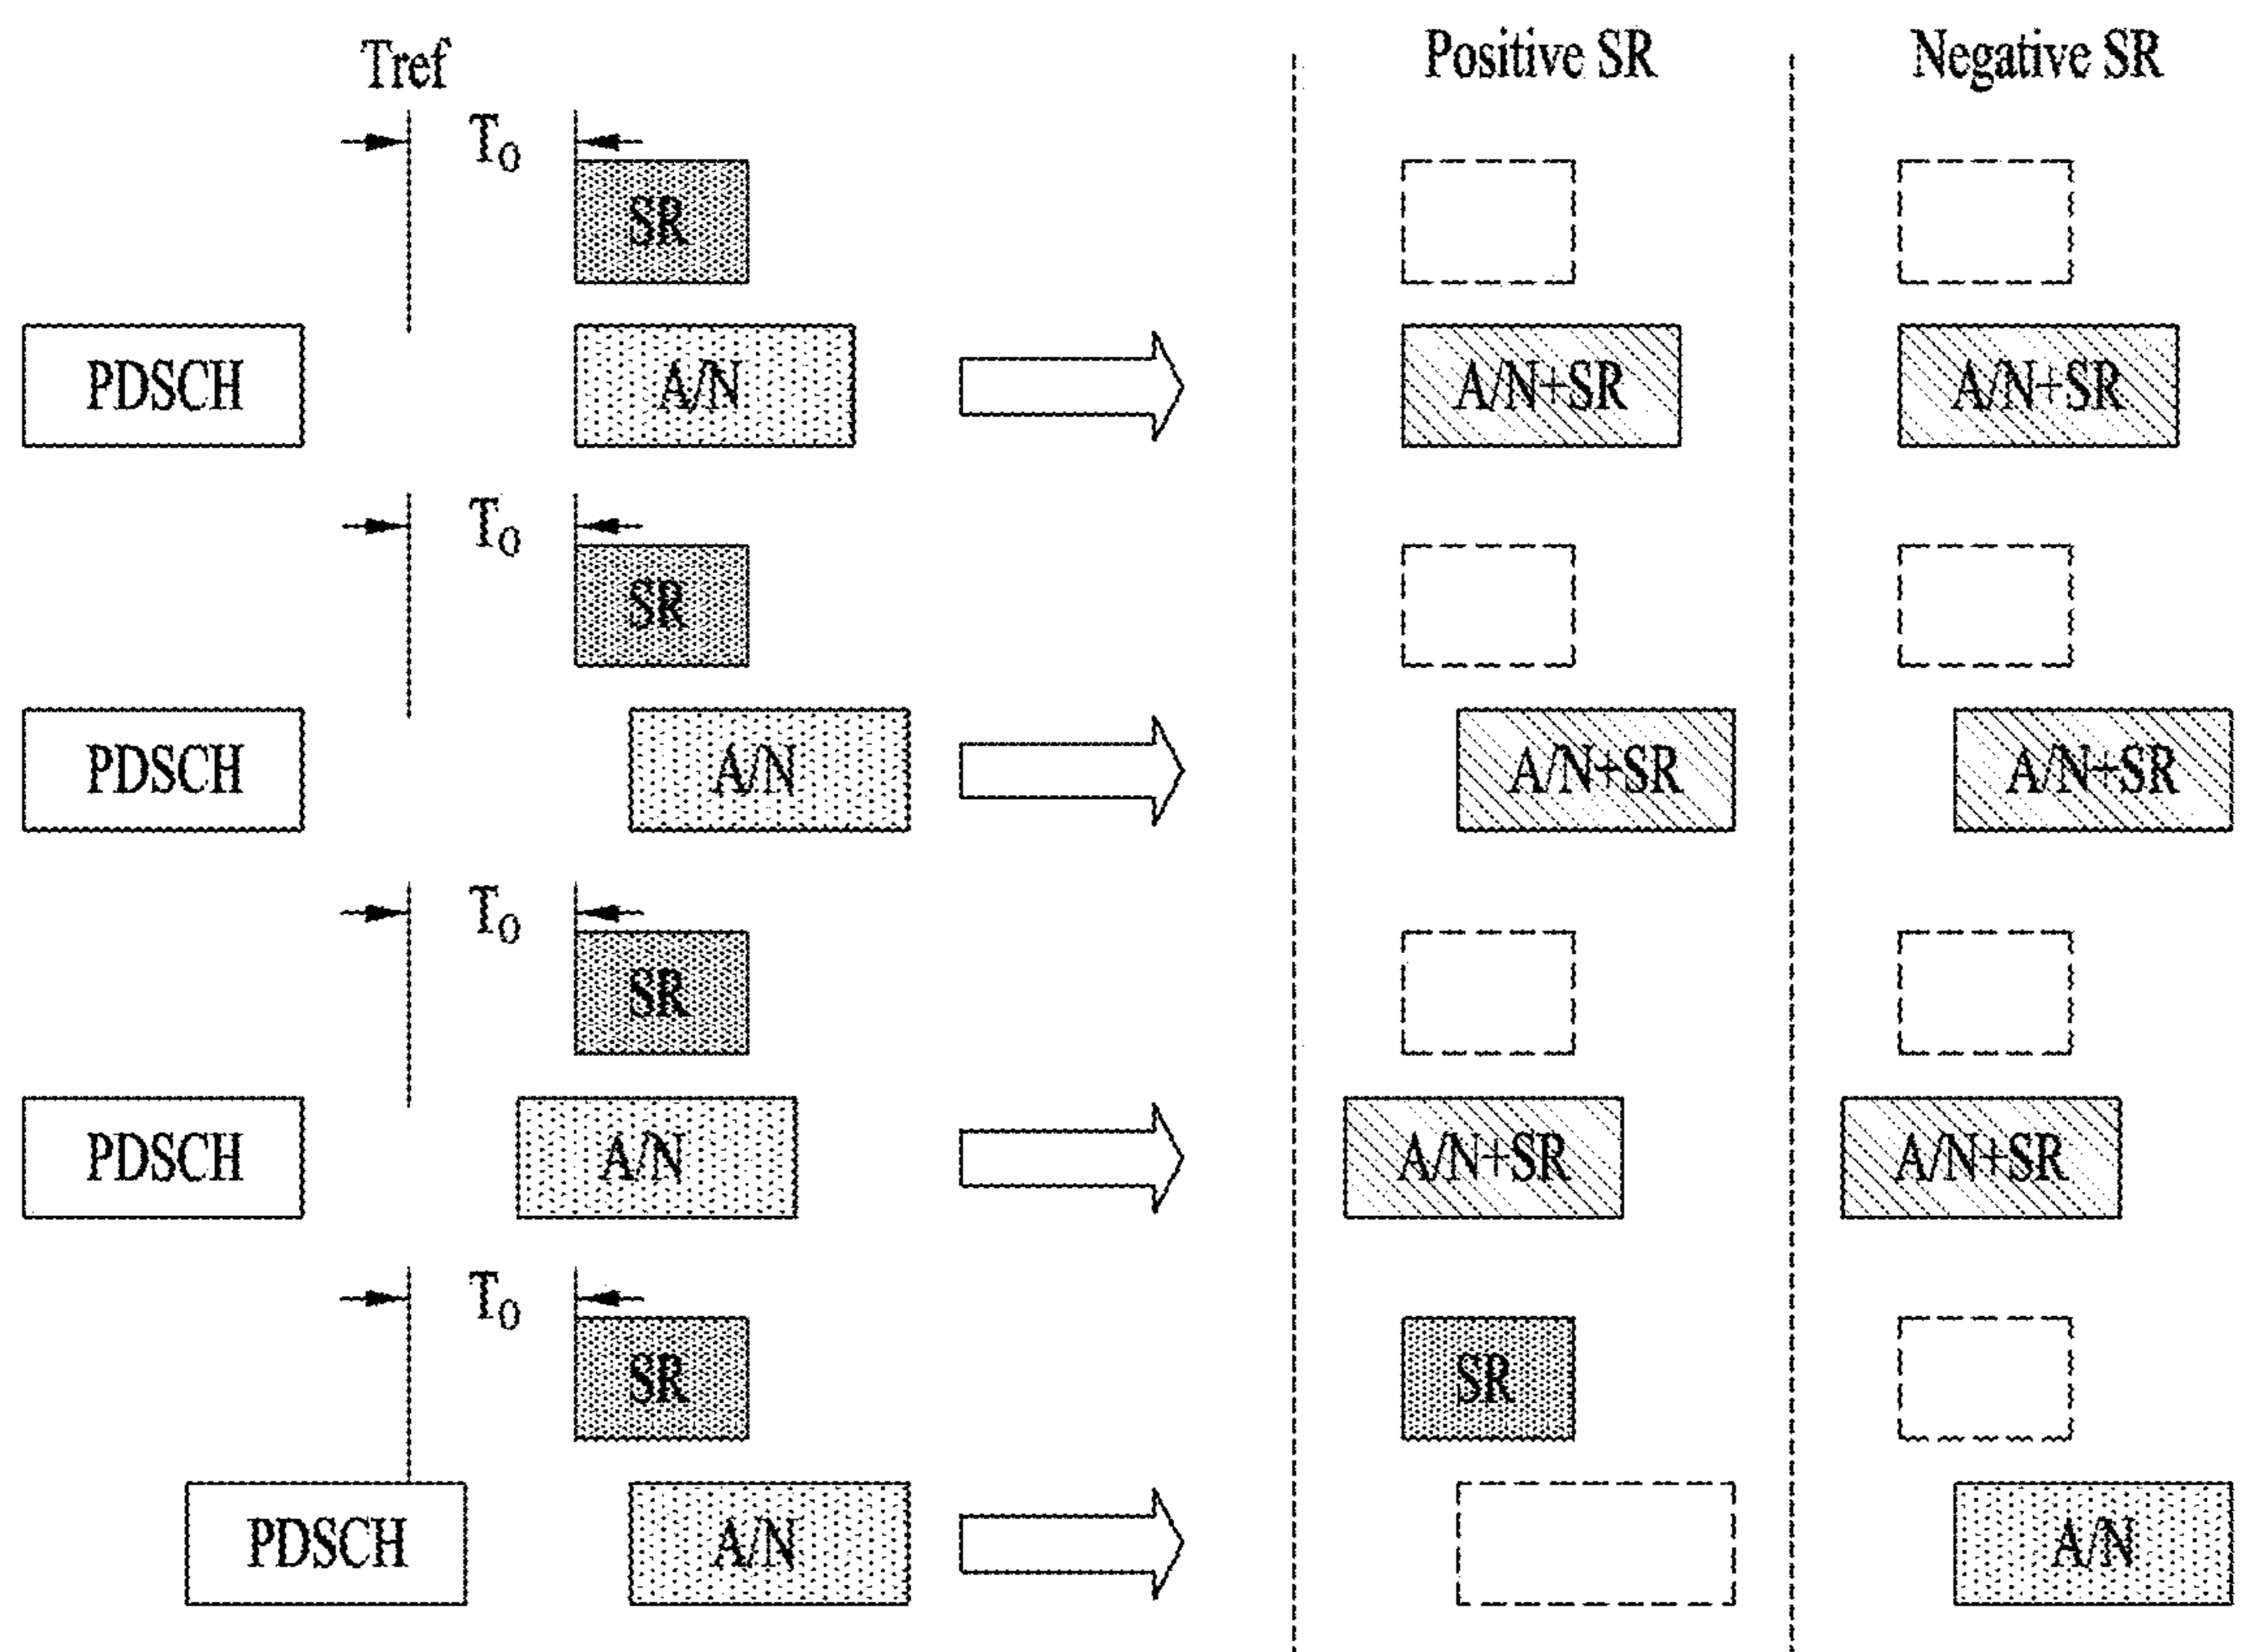 Tref Positive SR Negative SR
T0
SR
PDSCH A/N A/N+SR A/N+SR
T0
SR
PDSCH A/N A/N+SR A/N+SR
T0
SR
PDSCH A/N A/N+SR A/N+SR
T0
SR SR
PDSCH A/N A/N